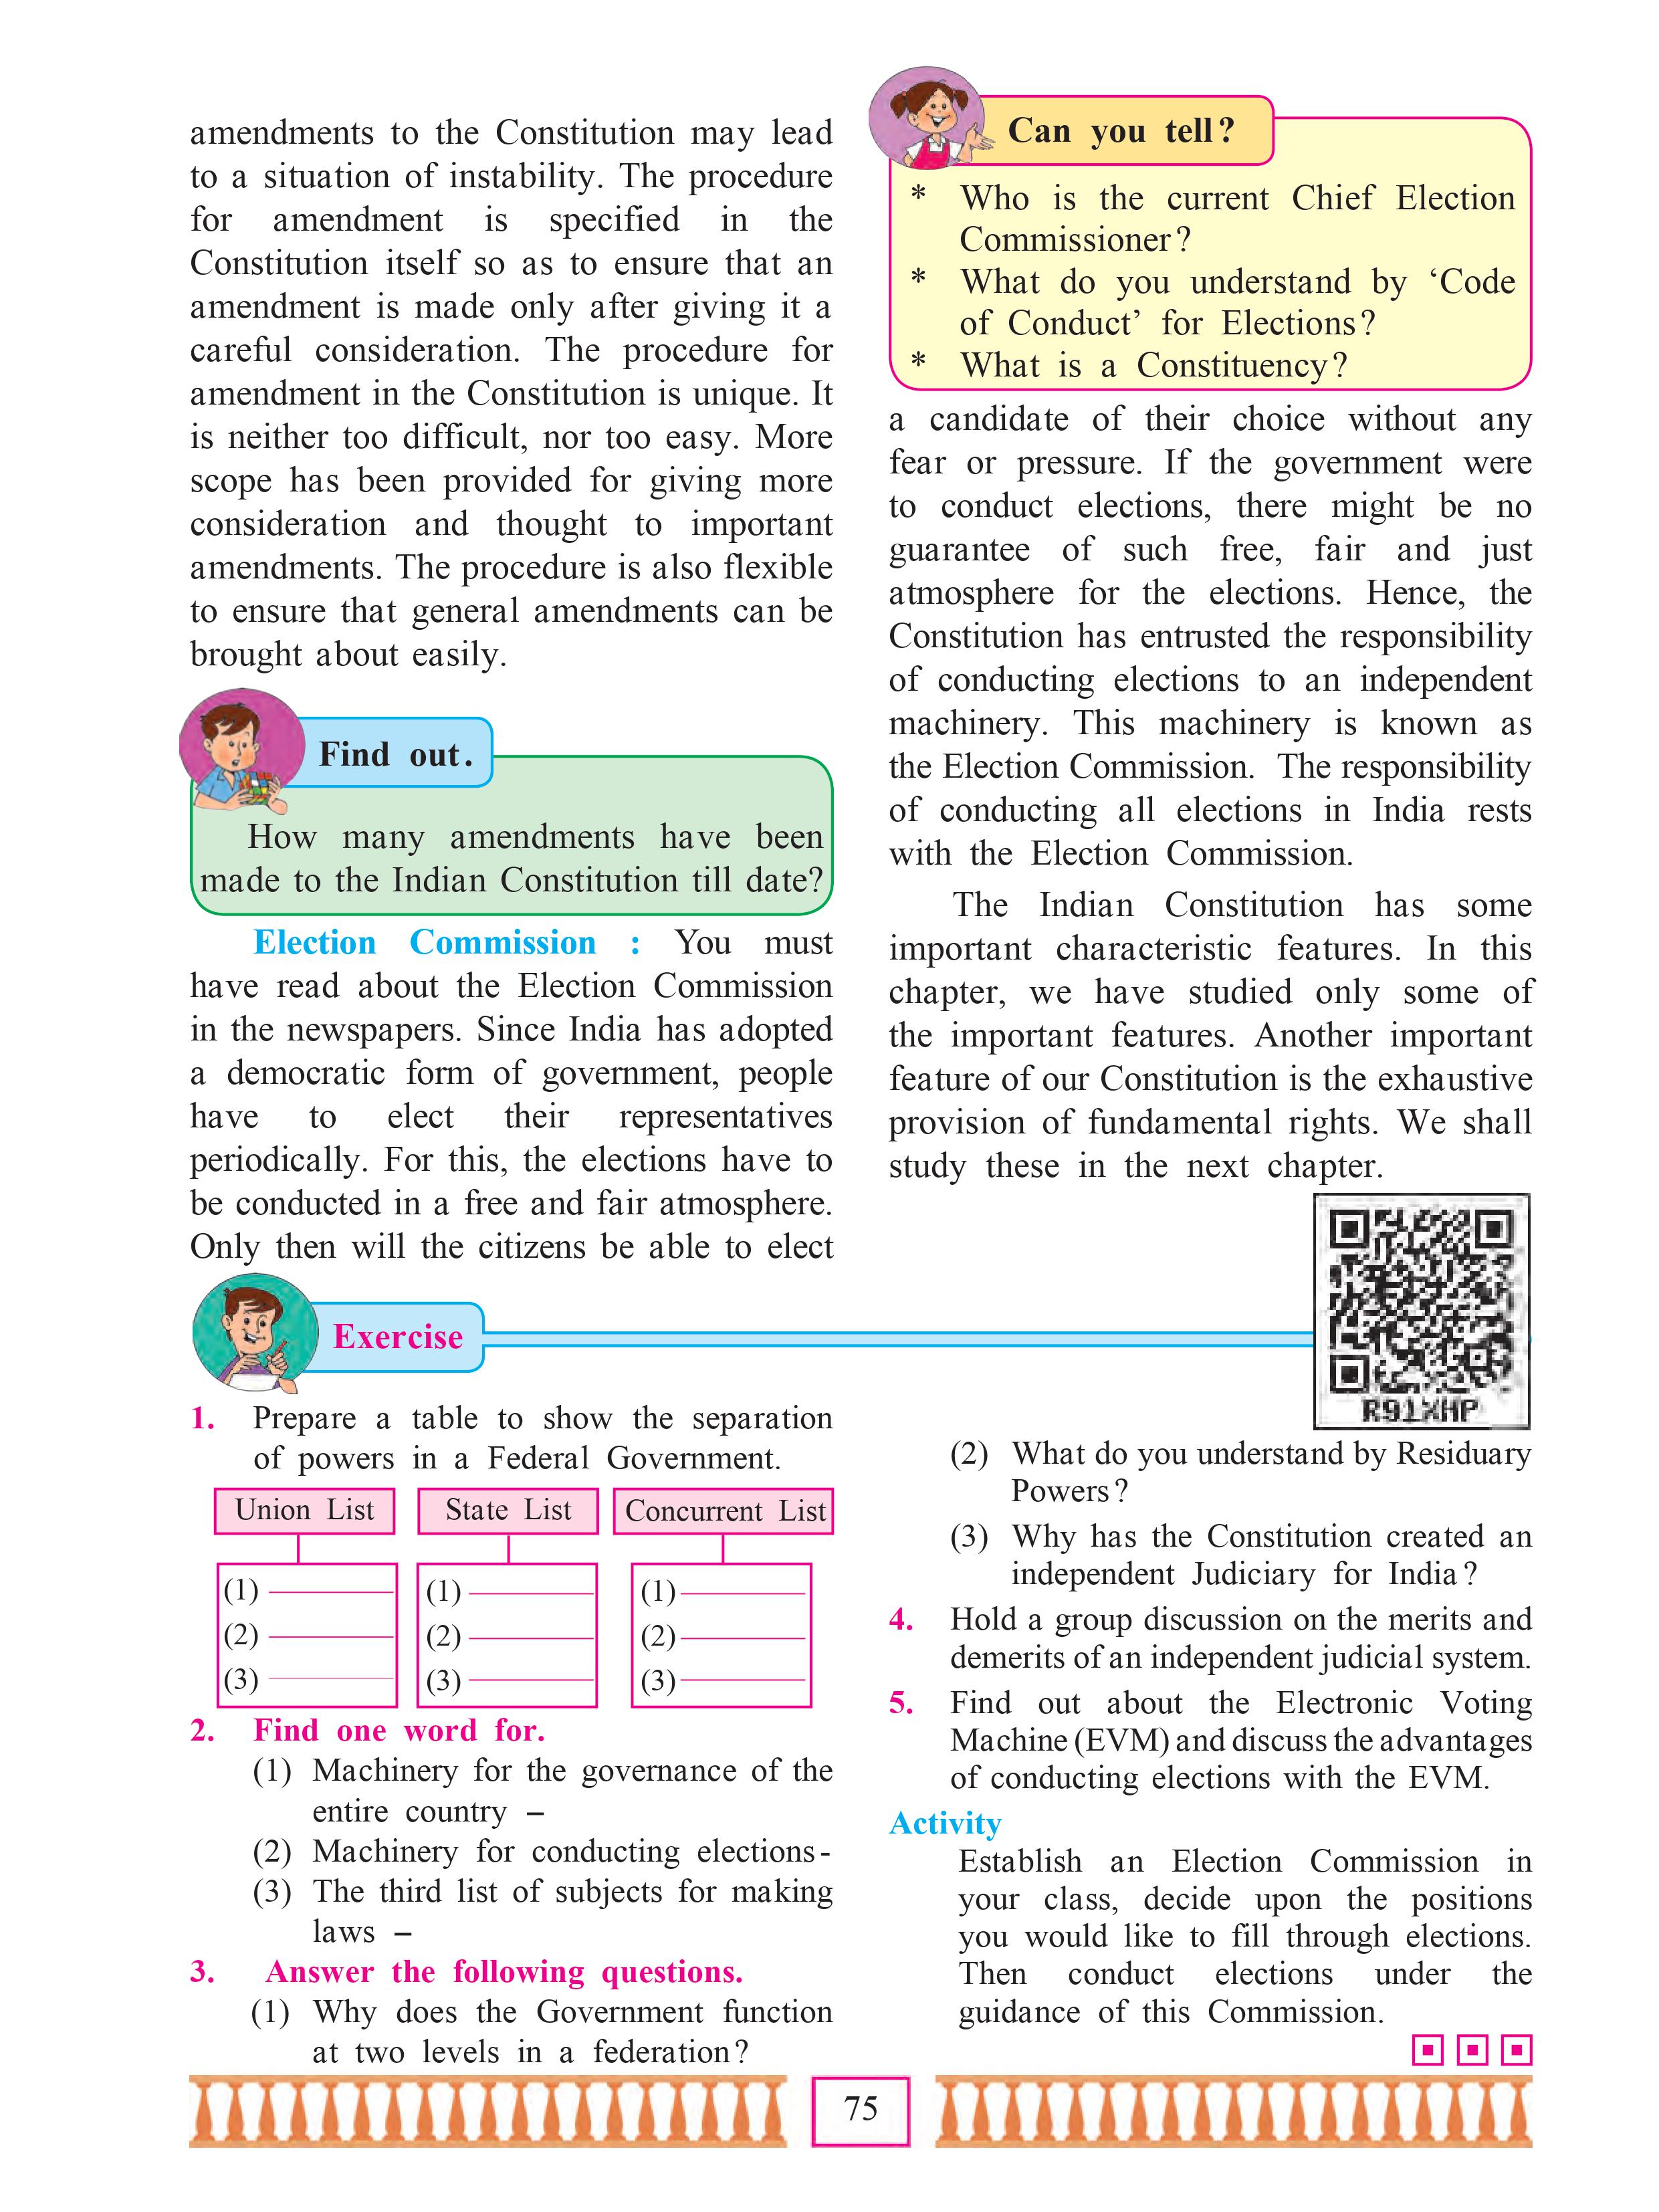 amendments to the Constitution may lead
to a situation of instability. The procedure
for amendment is specified in the
Constitution itself so as to ensure that an
amendment is made only after giving it a
careful consideration. The procedure for
amendment in the Constitution is unique. It
is neither too difficult, nor too easy. More
scope has been provided for giving more
consideration and thought to important
amendments. The procedure is also flexible
to ensure that general amendments can be
brought about easily.
Find out.
How many amendments have been
made to the Indian Constitution till date?
Election Commission : You must
have read about the Election Commission
in the newspapers. Since India has adopted
a democratic form of government, people
have to elect their representatives
periodically. For this, the elections have to
be conducted in a free and fair atmosphere.
Only then will the citizens be able to elect
Can you tell?
* Who is the current Chief Election
Commissioner?
* What do you understand by ‘Code
of Conduct’ for Elections?
* What is a Constituency?
a candidate of their choice without any
fear or pressure. If the government were
to conduct elections, there might be no
guarantee of such free, fair and just
atmosphere for the elections. Hence, the
Constitution has entrusted the responsibility
of conducting elections to an independent
machinery. This machinery is known as
the Election Commission. The responsibility
of conducting all elections in India rests
with the Election Commission.
The Indian Constitution has some
important characteristic features. In this
chapter, we have studied only some of
the important features. Another important
feature of our Constitution is the exhaustive
provision of fundamental rights. We shall
study these in the next chapter.
R91XHP
Exercise
1. Prepare a table to show the separation
of powers in a Federal Government.
Union List State List Concurrent List
(1) (1) (1)
(2) (2) (2)
(3) (3) (3)
2. Find one word for.
(1) Machinery for the governance of the
entire country –
(2) Machinery for conducting elections-
(3) The third list of subjects for making
laws –
3. Answer the following questions.
(1) Why does the Government function
at two levels in a federation?
(2) What do you understand by Residuary
Powers?
(3) Why has the Constitution created an
independent Judiciary for India?
4. Hold a group discussion on the merits and
demerits of an independent judicial system.
5. Find out about the Electronic Voting
Machine (EVM) and discuss the advantages
of conducting elections with the EVM.
Activity
Establish an Election Commission in
your class, decide upon the positions
you would like to fill through elections.
Then conduct elections under the
guidance of this Commission.
75